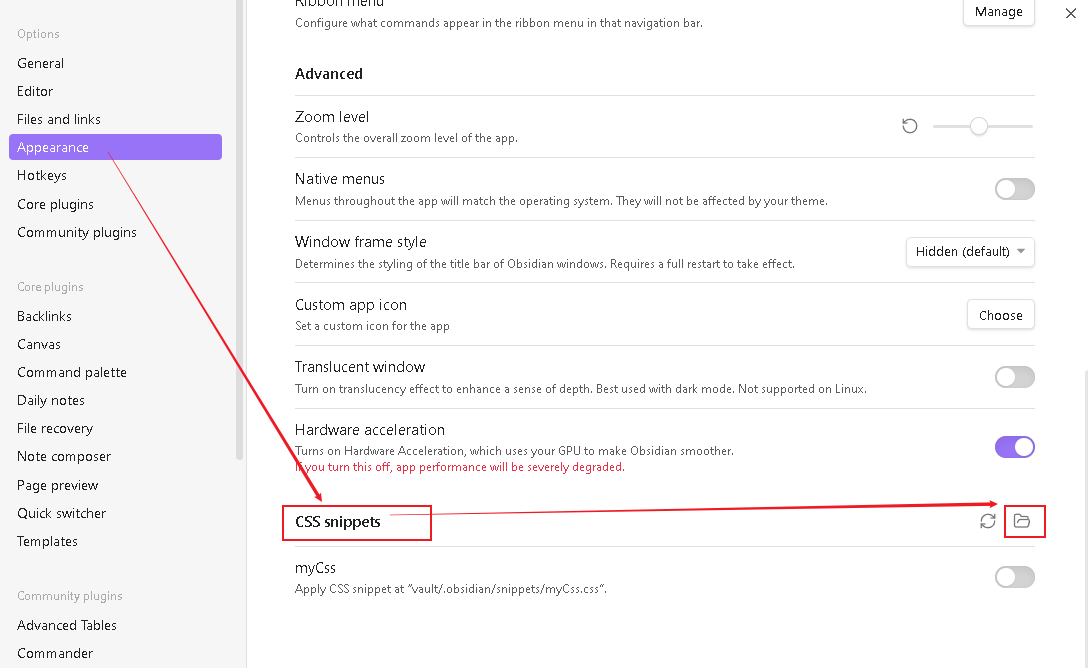 Options
General
Editor
Files and links
Appearance
Hotkeys
Core plugins
Community plugins
Core plugins
Backlinks
Canvas
Command palette
Daily notes
File recovery
Note composer
Page preview
Quick switcher
Templates
Community plugins
Advanced Tables
Commander
Ribbon menu
Configure what commands appear in the ribbon menu in that navigation bar.
Manage
Advanced
Zoom level
Controls the overall zoom level of the app.
Native menus
Menus throughout the app will match the operating system. They will not be affected by your theme.
Window frame style
Determines the styling of the title bar of Obsidian windows. Requires a full restart to take effect.
Hidden (default)
Custom app icon
Set a custom icon for the app
Choose
Translucent window
Turn on translucency effect to enhance a sense of depth. Best used with dark mode. Not supported on Linux.
Hardware acceleration
Turns on Hardware Acceleration, which uses your GPU to make Obsidian smoother.
If you turn this off, app performance will be severely degraded.
CSS snippets
myCss
Apply CSS snippet at “vault/.obsidian/snippets/myCss.css”.